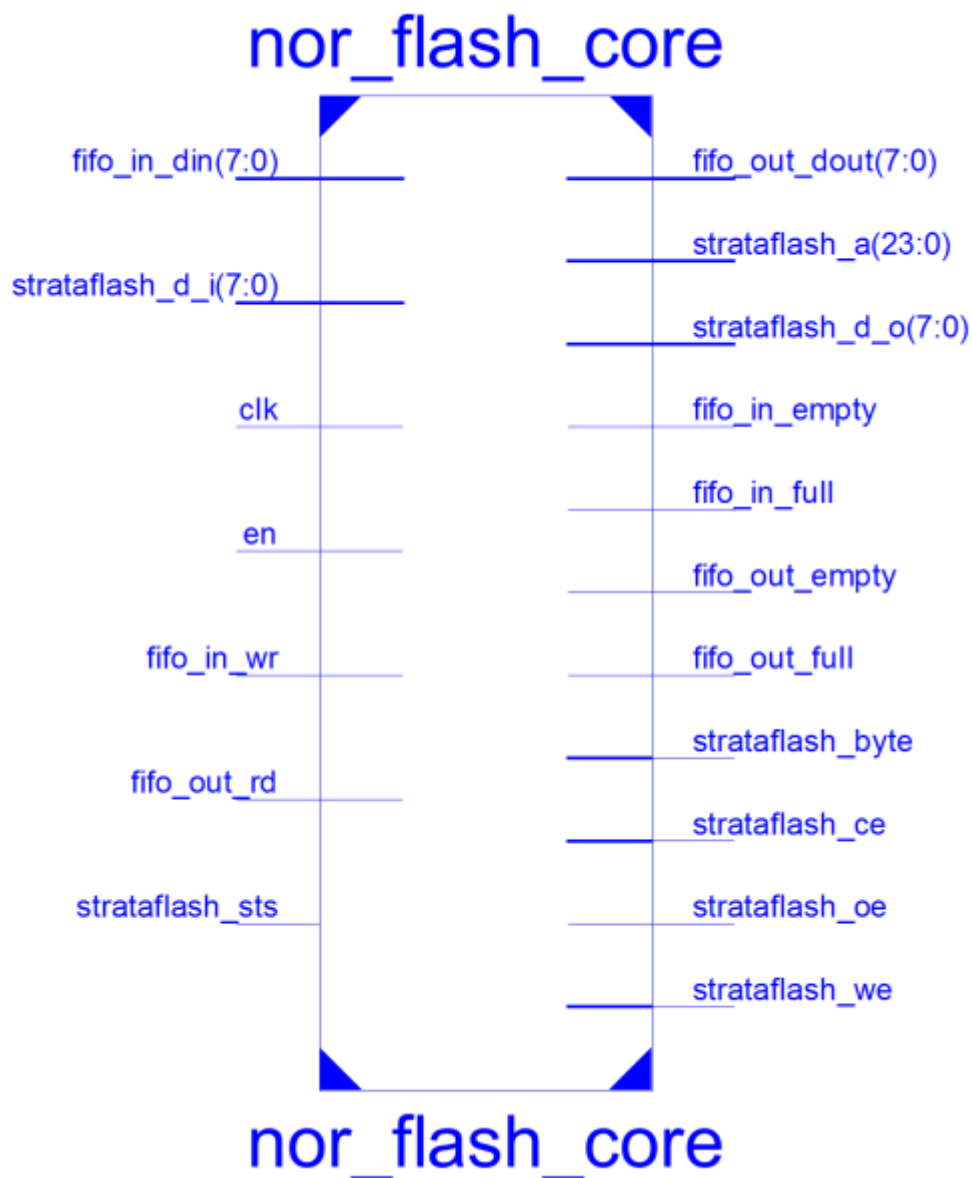 nor_flash_core
fifo_in_din(7:0)
strataflash_d_i(7:0)
clk
en
fifo_in_wr
fifo_out_rd
strataflash_sts
fifo_out_dout(7:0)
strataflash_a(23:0)
strataflash_d_o(7:0)
fifo_in_empty
fifo_in_full
fifo_out_empty
fifo_out_full
strataflash_byte
strataflash_ce
strataflash_oe
strataflash_we
nor_flash_core